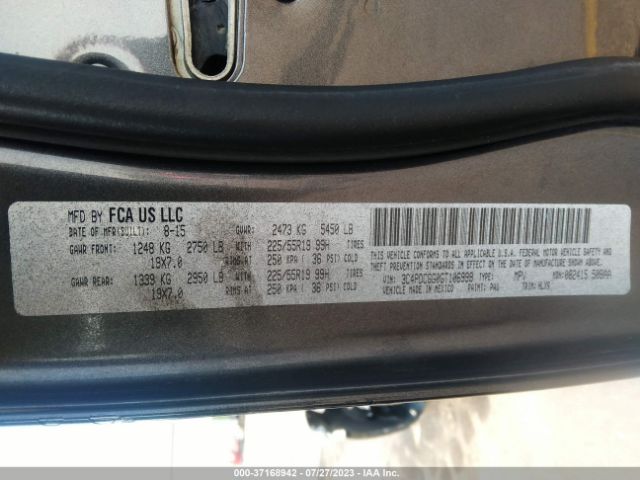 MFD BY FCA US LLC
DATE OF MFR(BUILT): 8-15 GVWR: 2473 KG 5450 LB
GAWR FRONT: 1248 KG 2750 LB WITH 225/55R19 99H TIRES
19X7.0 RIMS AT 250 KPA ( 36 PSI) COLD
GAWR REAR: 1339 KG 2950 LB WITH 225/55R19 99H TIRES
19X7.0 RIMS AT 250 KPA ( 36 PSI) COLD
THIS VEHICLE CONFORMS TO ALL APPLICABLE U.S.A. FEDERAL MOTOR VEHICLE SAFETY AND
THEFT PREVENTION STANDARDS IN EFFECT ON THE DATE OF MANUFACTURE SHOWN ABOVE.
VIN: TYPE: MPV MDH: 082415
VEHICLE MADE IN MEXICO PAINT: PAU TRIM: HLX9
000-37168942 / 07/27/2023 - IAA Inc.